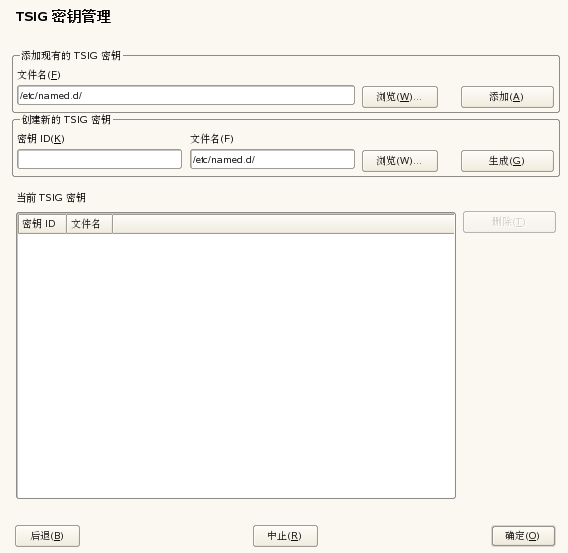 TSIG 密钥管理
添加现有的 TSIG 密钥
文件名(F)
/etc/named.d/ 浏览(W)... 添加(A)
创建新的 TSIG 密钥
密钥 ID(K) 文件名(F)
/etc/named.d/ 浏览(W)... 生成(G)
当前 TSIG 密钥
密钥 ID 文件名 删除(T)
后退(B) 中止(R) 确定(O)